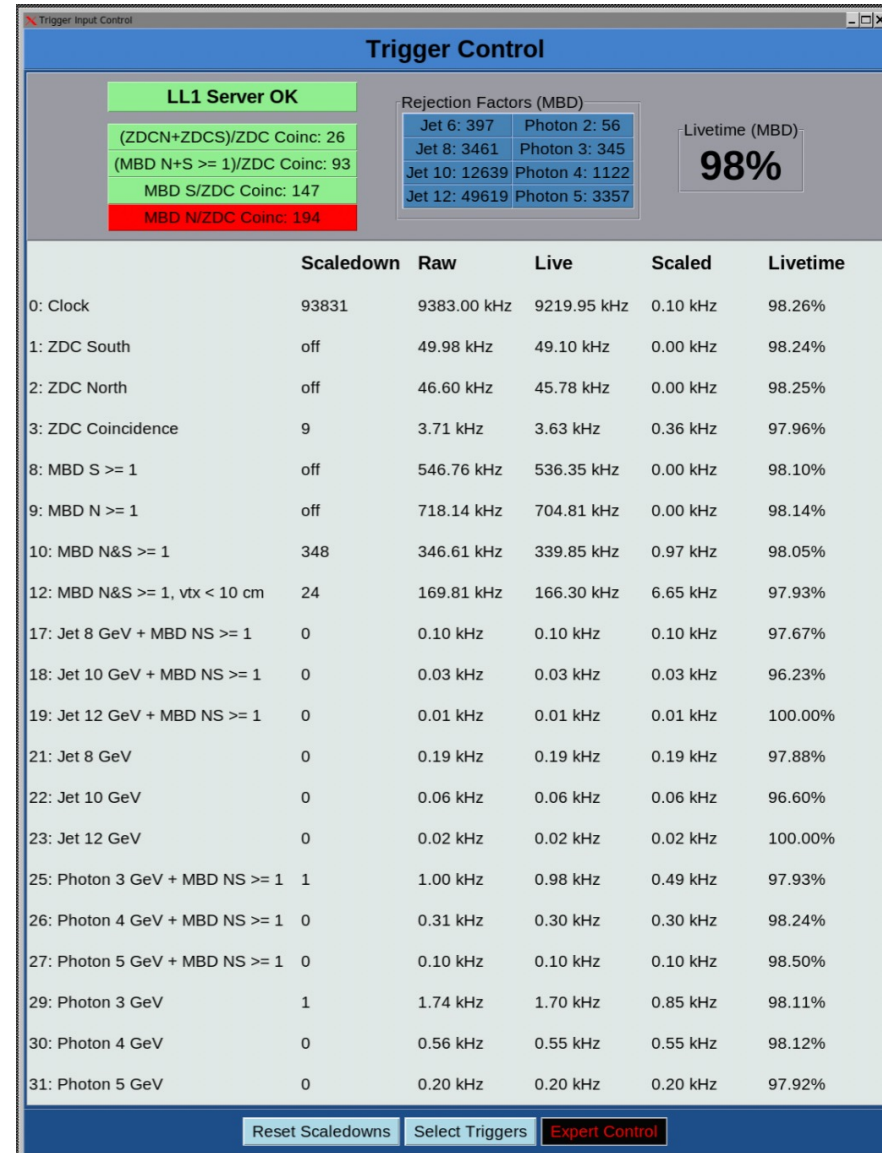 Trigger Input Control
Trigger Control
LL1 Server OK
(ZDCN+ZDCS)/ZDC Coinc: 26
(MBD N+S >= 1)/ZDC Coinc: 93
MBD S/ZDC Coinc: 147
MBD N/ZDC Coinc: 194
Rejection Factors (MBD)
Jet 6: 397 Photon 2: 56
Jet 8: 3461 Photon 3: 345
Jet 10: 12639 Photon 4: 1122
Jet 12: 49619 Photon 5: 3357
Livetime (MBD)
98%
Scaledown Raw Live Scaled Livetime
0: Clock 93831 9383.00 kHz 9219.95 kHz 0.10 kHz 98.26%
1: ZDC South off 49.98 kHz 49.10 kHz 0.00 kHz 98.24%
2: ZDC North off 46.60 kHz 45.78 kHz 0.00 kHz 98.25%
3: ZDC Coincidence 9 3.71 kHz 3.63 kHz 0.36 kHz 97.96%
8: MBD S >= 1 off 546.76 kHz 536.35 kHz 0.00 kHz 98.10%
9: MBD N >= 1 off 718.14 kHz 704.81 kHz 0.00 kHz 98.14%
10: MBD N&S >= 1 348 346.61 kHz 339.85 kHz 0.97 kHz 98.05%
12: MBD N&S >= 1, vtx < 10 cm 24 169.81 kHz 166.30 kHz 6.65 kHz 97.93%
17: Jet 8 GeV + MBD NS >= 1 0 0.10 kHz 0.10 kHz 0.10 kHz 97.67%
18: Jet 10 GeV + MBD NS >= 1 0 0.03 kHz 0.03 kHz 0.03 kHz 96.23%
19: Jet 12 GeV + MBD NS >= 1 0 0.01 kHz 0.01 kHz 0.01 kHz 100.00%
21: Jet 8 GeV 0 0.19 kHz 0.19 kHz 0.19 kHz 97.88%
22: Jet 10 GeV 0 0.06 kHz 0.06 kHz 0.06 kHz 96.60%
23: Jet 12 GeV 0 0.02 kHz 0.02 kHz 0.02 kHz 100.00%
25: Photon 3 GeV + MBD NS >= 1 1 1.00 kHz 0.98 kHz 0.49 kHz 97.93%
26: Photon 4 GeV + MBD NS >= 1 0 0.31 kHz 0.30 kHz 0.30 kHz 98.24%
27: Photon 5 GeV + MBD NS >= 1 0 0.10 kHz 0.10 kHz 0.10 kHz 98.50%
29: Photon 3 GeV 1 1.74 kHz 1.70 kHz 0.85 kHz 98.11%
30: Photon 4 GeV 0 0.56 kHz 0.55 kHz 0.55 kHz 98.12%
31: Photon 5 GeV 0 0.20 kHz 0.20 kHz 0.20 kHz 97.92%
Reset Scaledowns Select Triggers Expert Control